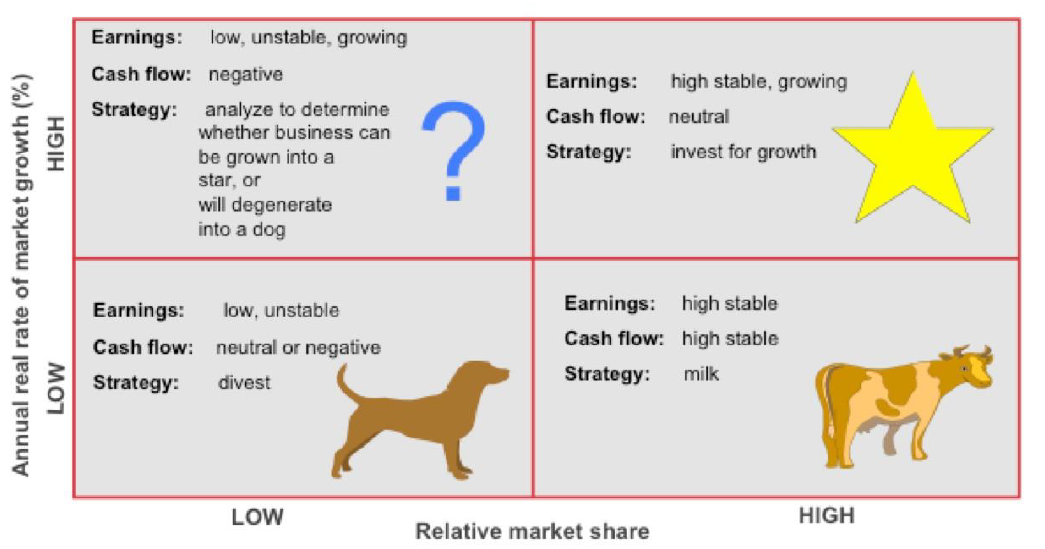 Annual real rate of market growth (%)
HIGH
LOW
Earnings: low, unstable, growing
Cash flow: negative
Strategy: analyze to determine
whether business can
be grown into a
star, or
will degenerate
into a dog
?
Earnings: high stable, growing
Cash flow: neutral
Strategy: invest for growth
Earnings: low, unstable
Cash flow: neutral or negative
Strategy: divest
Earnings: high stable
Cash flow: high stable
Strategy: milk
LOW
HIGH
Relative market share